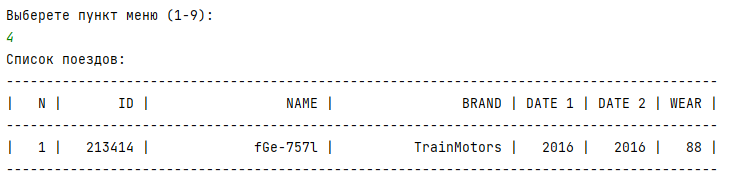 Выберете пункт меню (1-9):
4
Список поездов:
-----------------------------------------------------------------------------------------
|   N |       ID |                 NAME |                BRAND | DATE 1 | DATE 2 | WEAR |
-----------------------------------------------------------------------------------------
|   1 |   213414 |             fGe-757l |          TrainMotors |   2016 |   2016 |   88 |
-----------------------------------------------------------------------------------------